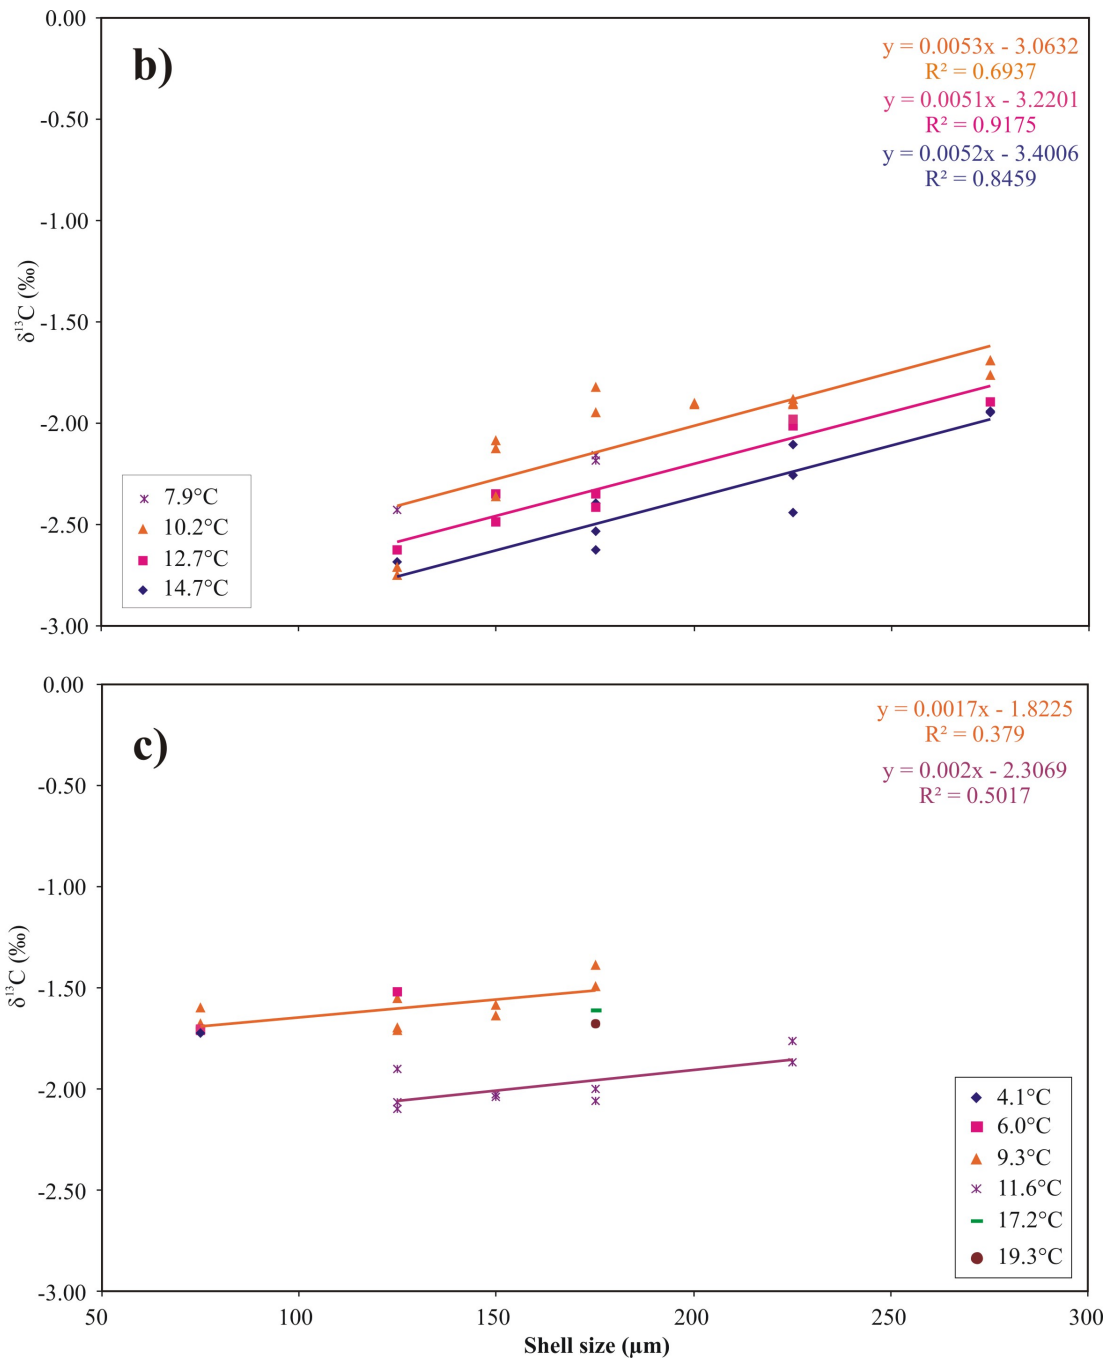 0.00
b)
y = 0.0053x - 3.0632
R² = 0.6937
y = 0.0051x - 3.2201
R² = 0.9175
y = 0.0052x - 3.4006
R² = 0.8459
-0.50
-1.00
-1.50
-2.00
-2.50
-3.00
δ¹³C (‰)
7.9°C
10.2°C
12.7°C
14.7°C
0.00
c)
y = 0.0017x - 1.8225
R² = 0.379
y = 0.002x - 2.3069
R² = 0.5017
-0.50
-1.00
-1.50
-2.00
-2.50
-3.00
δ¹³C (‰)
4.1°C
6.0°C
9.3°C
11.6°C
17.2°C
19.3°C
50 100 150 200 250 300
Shell size (µm)